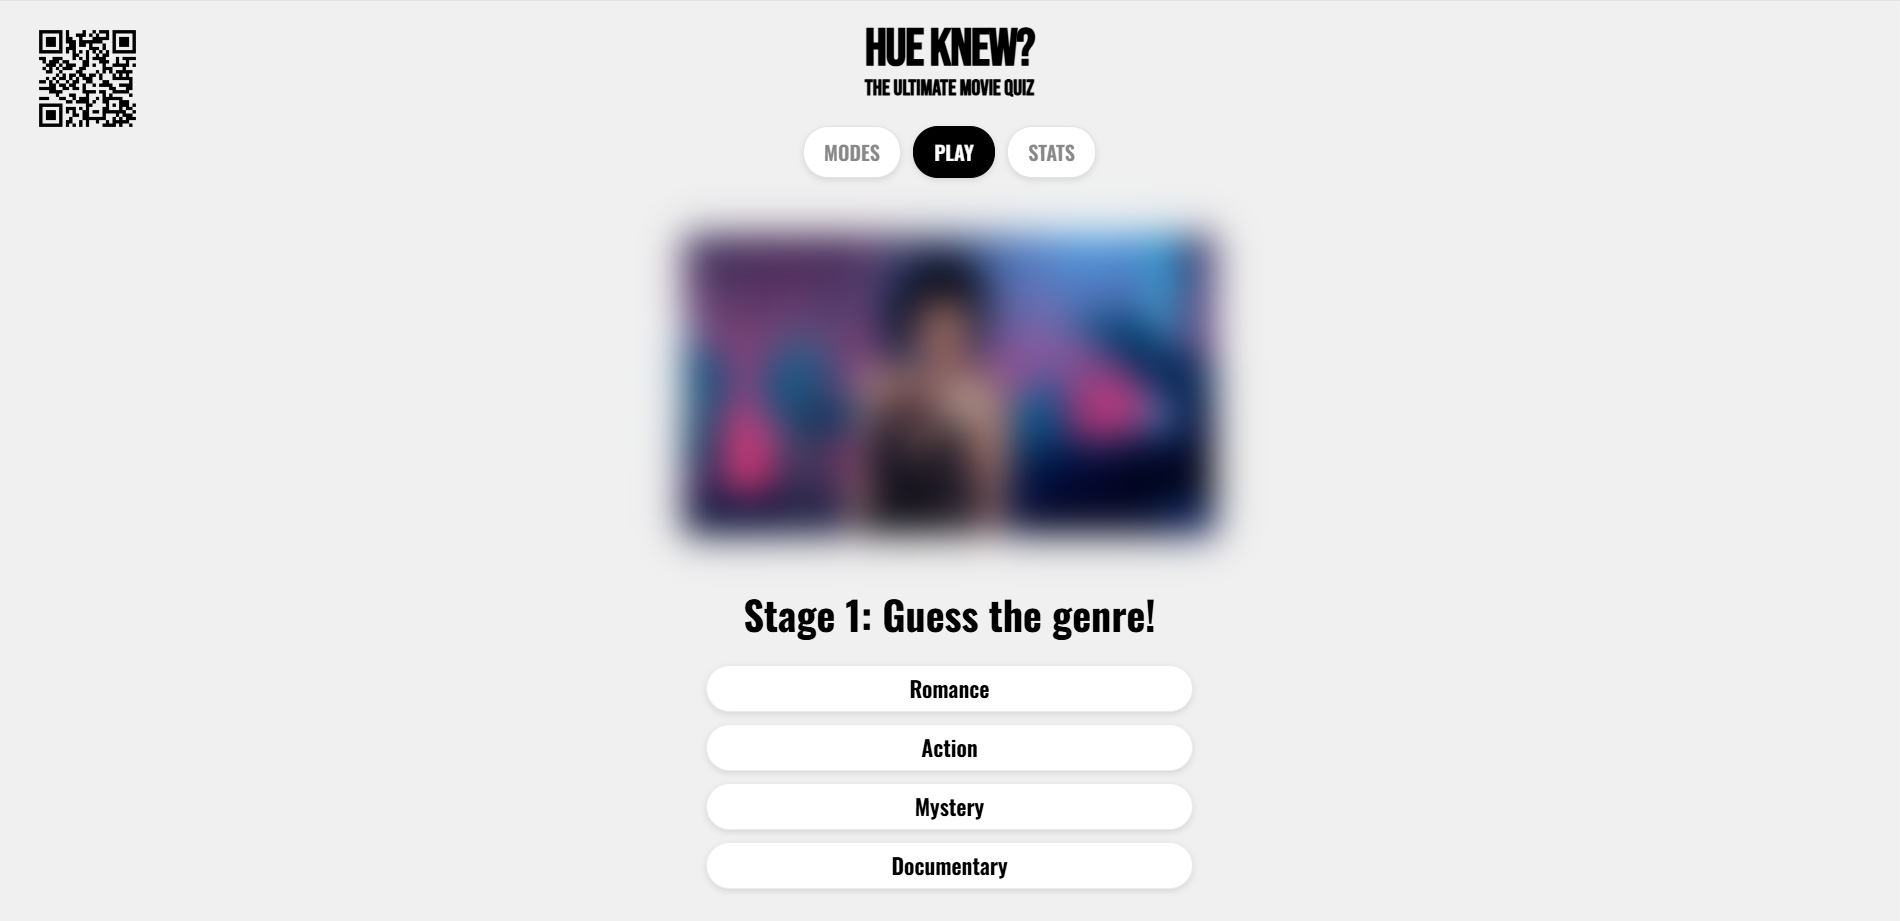 HUE KNEW?
THE ULTIMATE MOVIE QUIZ
MODES
PLAY
STATS
Stage 1: Guess the genre!
Romance
Action
Mystery
Documentary